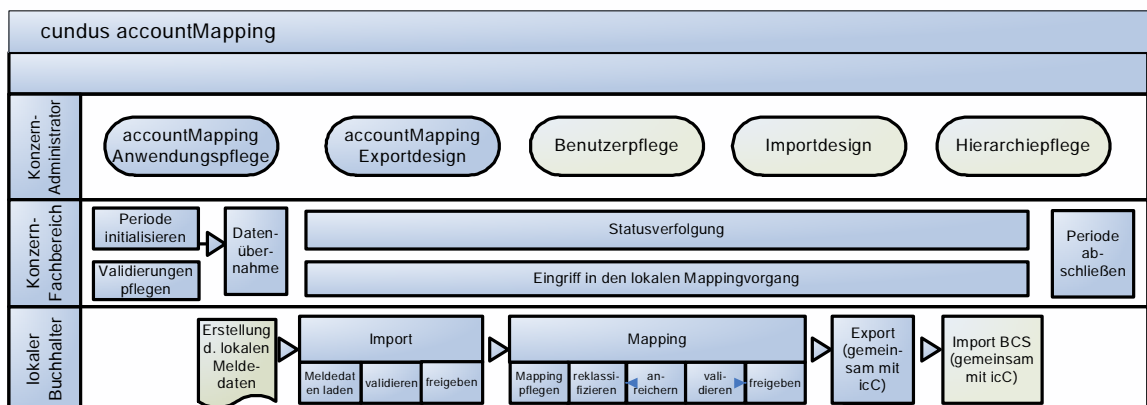 cundus accountMapping
Konzern-
Administrator
accountMapping
Anwendungspflege
accountMapping
Exportdesign
Benutzerpflege
Importdesign
Hierarchiepflege
Konzern-
Fachbereich
Periode
initialisieren
Validierungen
pflegen
Daten-
über-
nahme
Statusverfolgung
Eingriff in den lokalen Mappingvorgang
Periode
ab-
schließen
lokaler
Buchhalter
Erstellung
d. lokalen
Melde-
daten
Import
Meldedat
en laden
validieren
freigeben
Mapping
Mapping
pflegen
reklassi-
fizieren
an-
reichern
vali-
dieren
freigeben
Export
(gemein-
sam mit
icC)
Import BCS
(gemeinsam
mit icC)